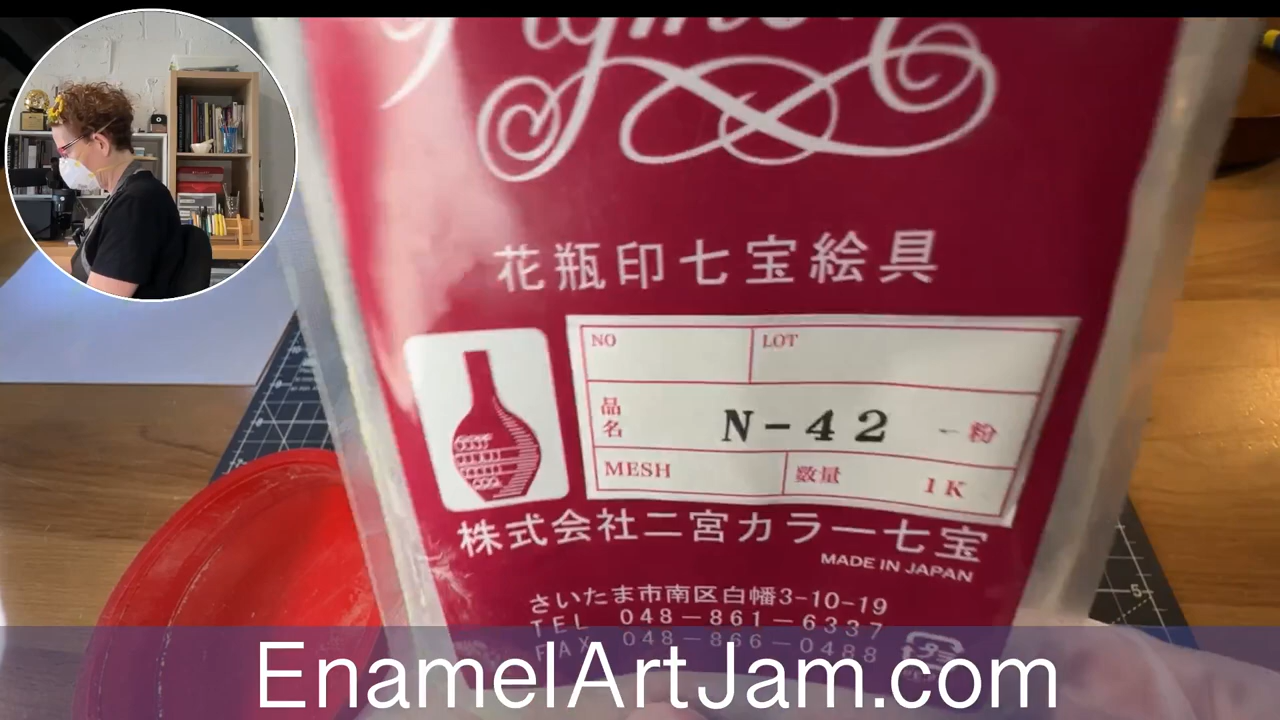 花瓶印七宝絵具
NO
LOT
品名
N-42
粉
MESH
数量
1K
株式会社二宮カラー七宝
MADE IN JAPAN
さいたま市南区白幡3-10-19
TEL 048-861-6337
FAX 048-866-0488
EnamelArtJam.com